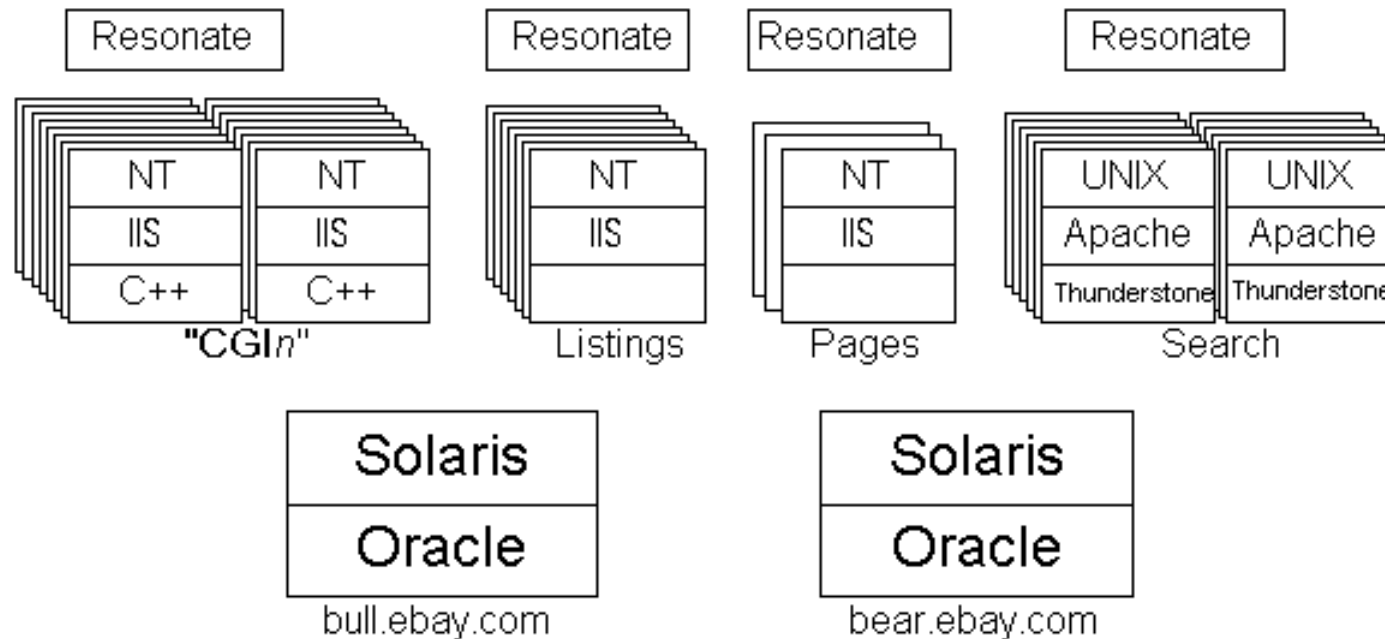 Resonate Resonate Resonate Resonate
NT NT NT NT UNIX UNIX
IIS IIS IIS IIS Apache Apache
C++ C++ Thunderstone Thunderstone
"CGIn" Listings Pages Search
Solaris Solaris
Oracle Oracle
bull.ebay.com bear.ebay.com